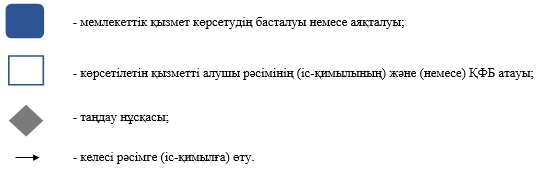 - мемлекеттік қызмет көрсетудің басталуы немесе аяқталуы;
- көрсетілетін қызметті алушы рәсімінің (іс-қимылының) және (немесе) ҚФБ атауы;
- таңдау нұсқасы;
- келесі рәсімге (іс-қимылға) өту.